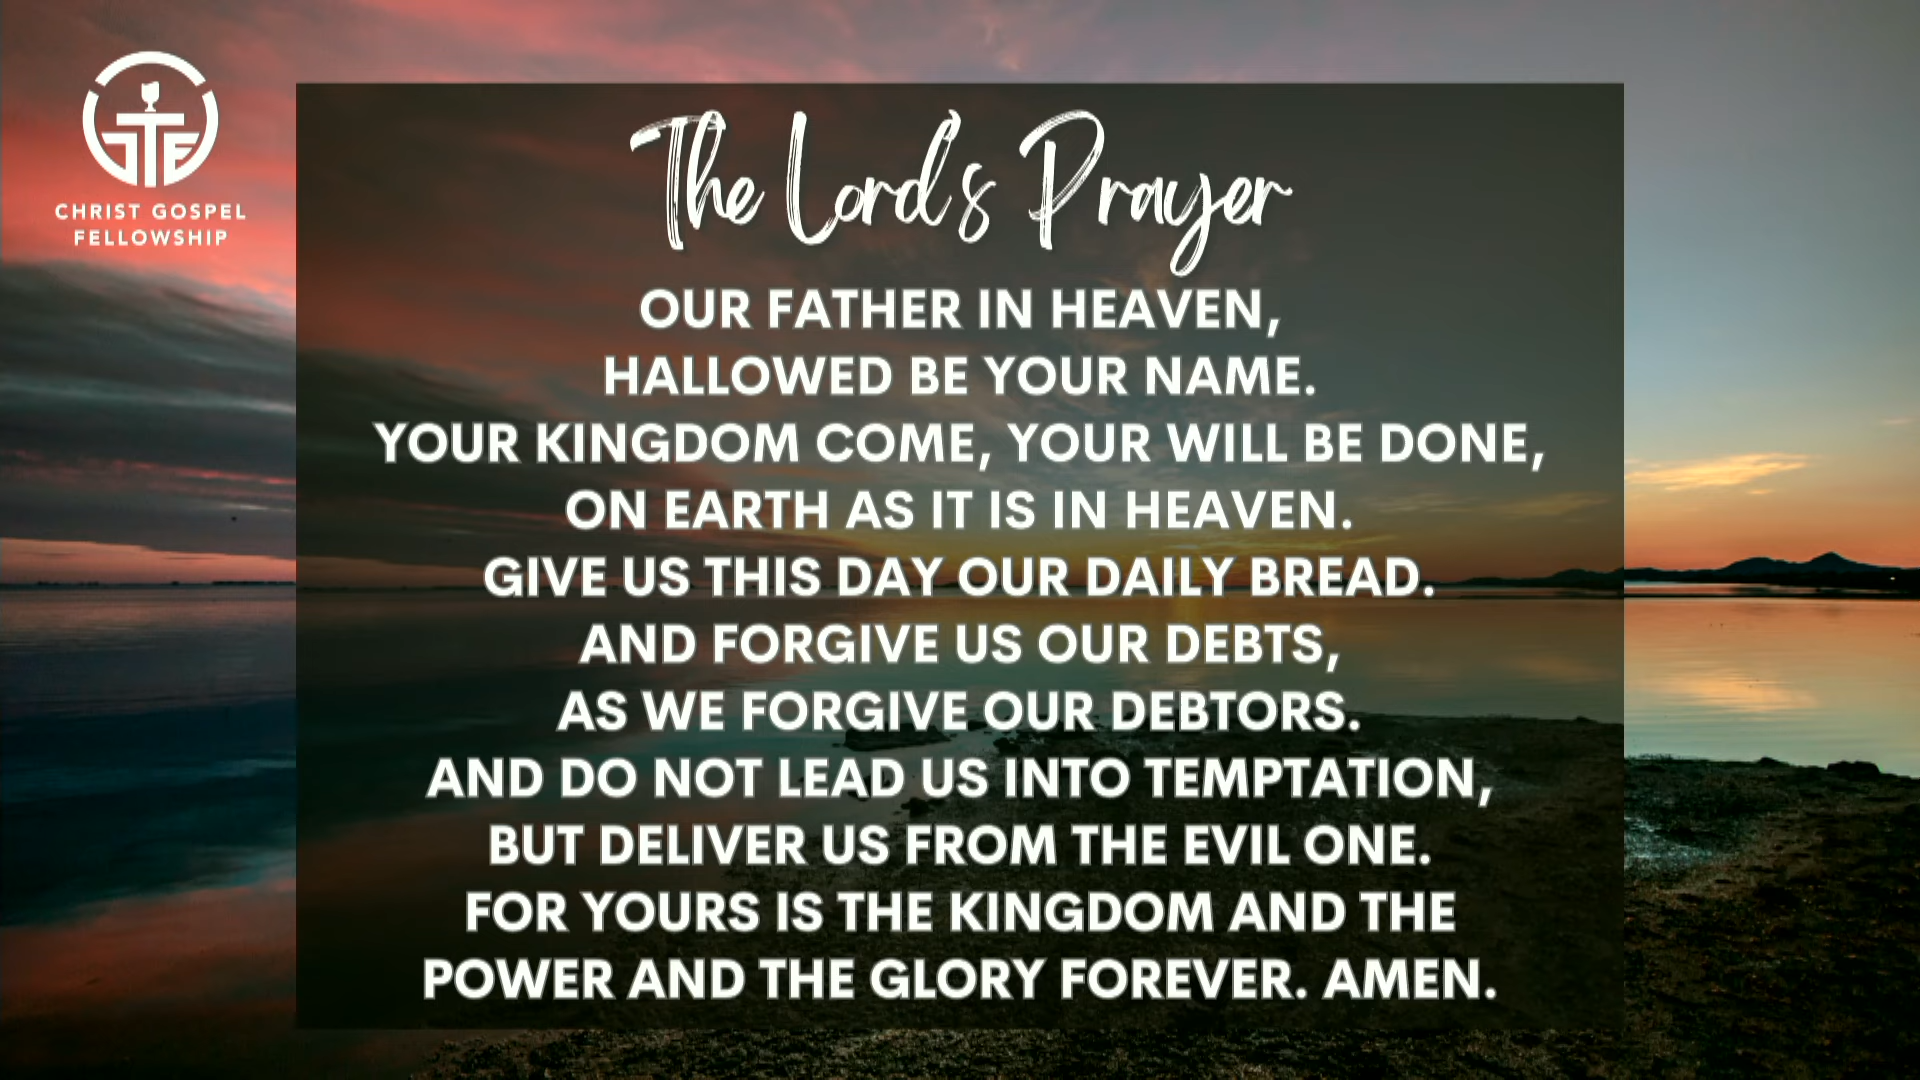 CHRIST GOSPEL
FELLOWSHIP
The Lord's Prayer
OUR FATHER IN HEAVEN,
HALLOWED BE YOUR NAME.
YOUR KINGDOM COME, YOUR WILL BE DONE,
ON EARTH AS IT IS IN HEAVEN.
GIVE US THIS DAY OUR DAILY BREAD.
AND FORGIVE US OUR DEBTS,
AS WE FORGIVE OUR DEBTORS.
AND DO NOT LEAD US INTO TEMPTATION,
BUT DELIVER US FROM THE EVIL ONE.
FOR YOURS IS THE KINGDOM AND THE
POWER AND THE GLORY FOREVER. AMEN.